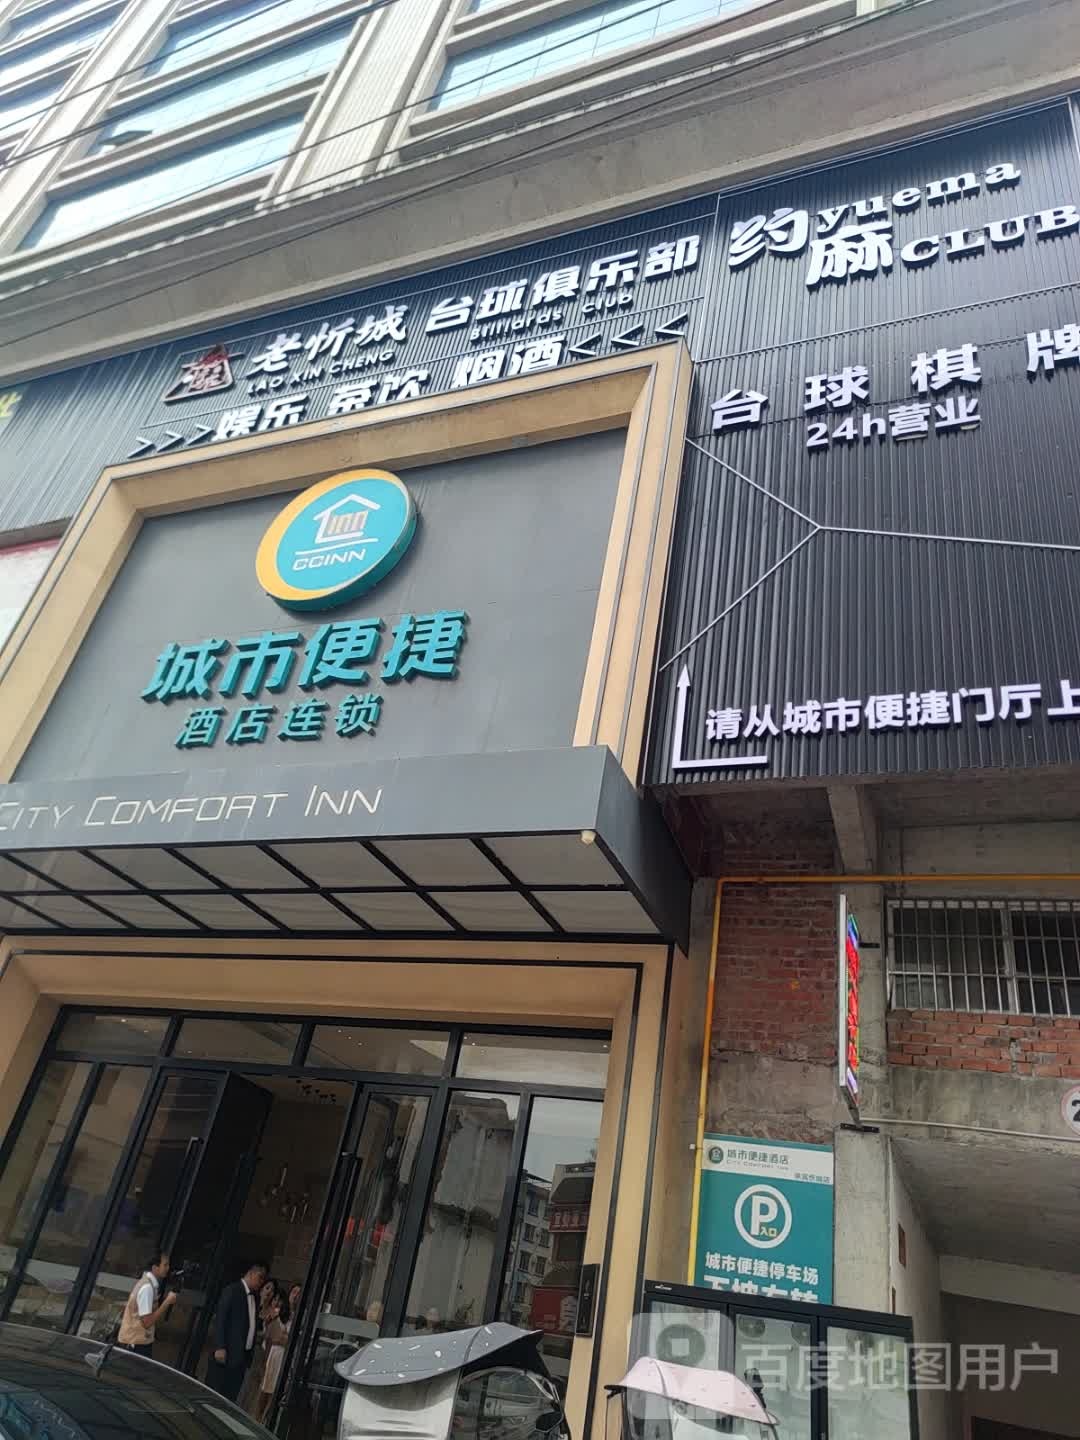 约麻
yuema
CLUB
老忻城
LAO XIN CHENG
台球俱乐部
Billiards club
>>>娱乐 茶饮 烟酒<<<
台球棋牌
24h营业
INN
CCINN
城市便捷
酒店连锁
请从城市便捷门厅上
CITY COMFORT INN
城市便捷酒店
CITY COMFORT INN
P
入口
城市便捷停车场
百度地图用户